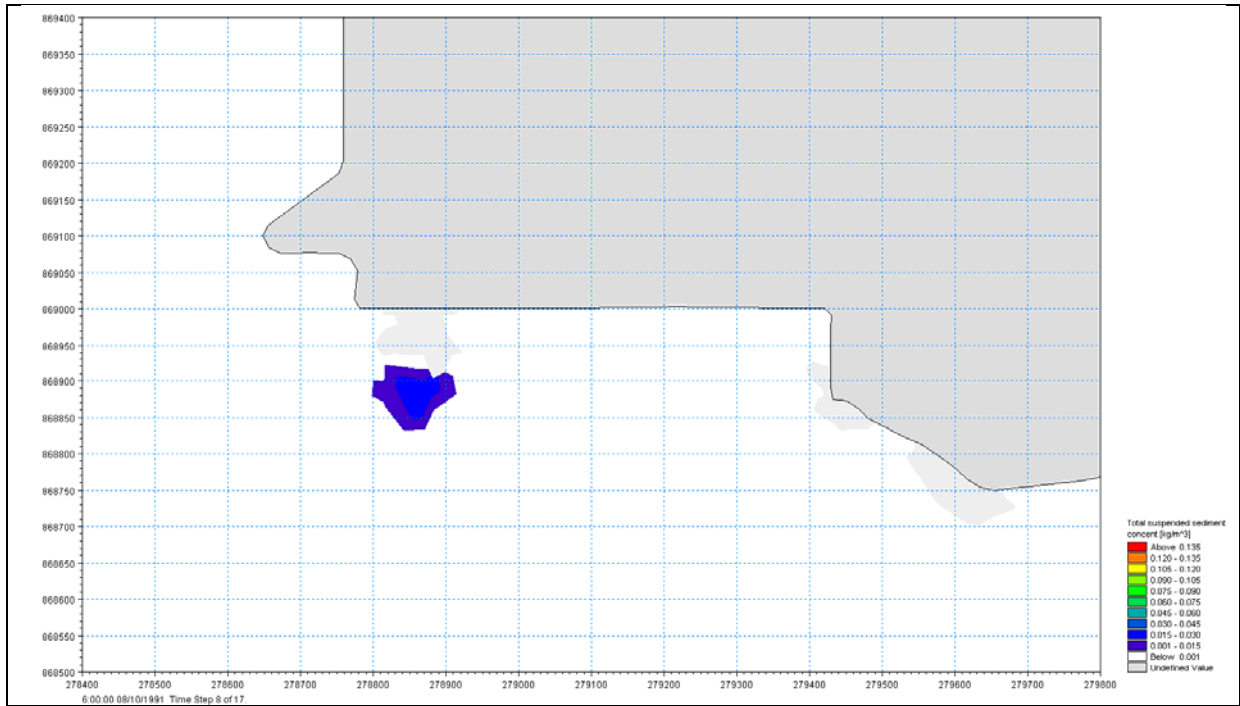 869400
869350
869300
869250
869200
869150
869100
869050
869000
868950
868900
868850
868800
868750
868700
868650
868600
868550
868500
278400 278500 278600 278700 278800 278900 279000 279100 279200 279300 279400 279500 279600 279700 279800
6:00:00 08/10/1991 Time Step 8 of 17.
Total suspended sediment
concent [kg/m^3]
Above 0.135
0.120 - 0.135
0.105 - 0.120
0.090 - 0.105
0.075 - 0.090
0.060 - 0.075
0.045 - 0.060
0.030 - 0.045
0.015 - 0.030
0.001 - 0.015
Below 0.001
Undefined Value